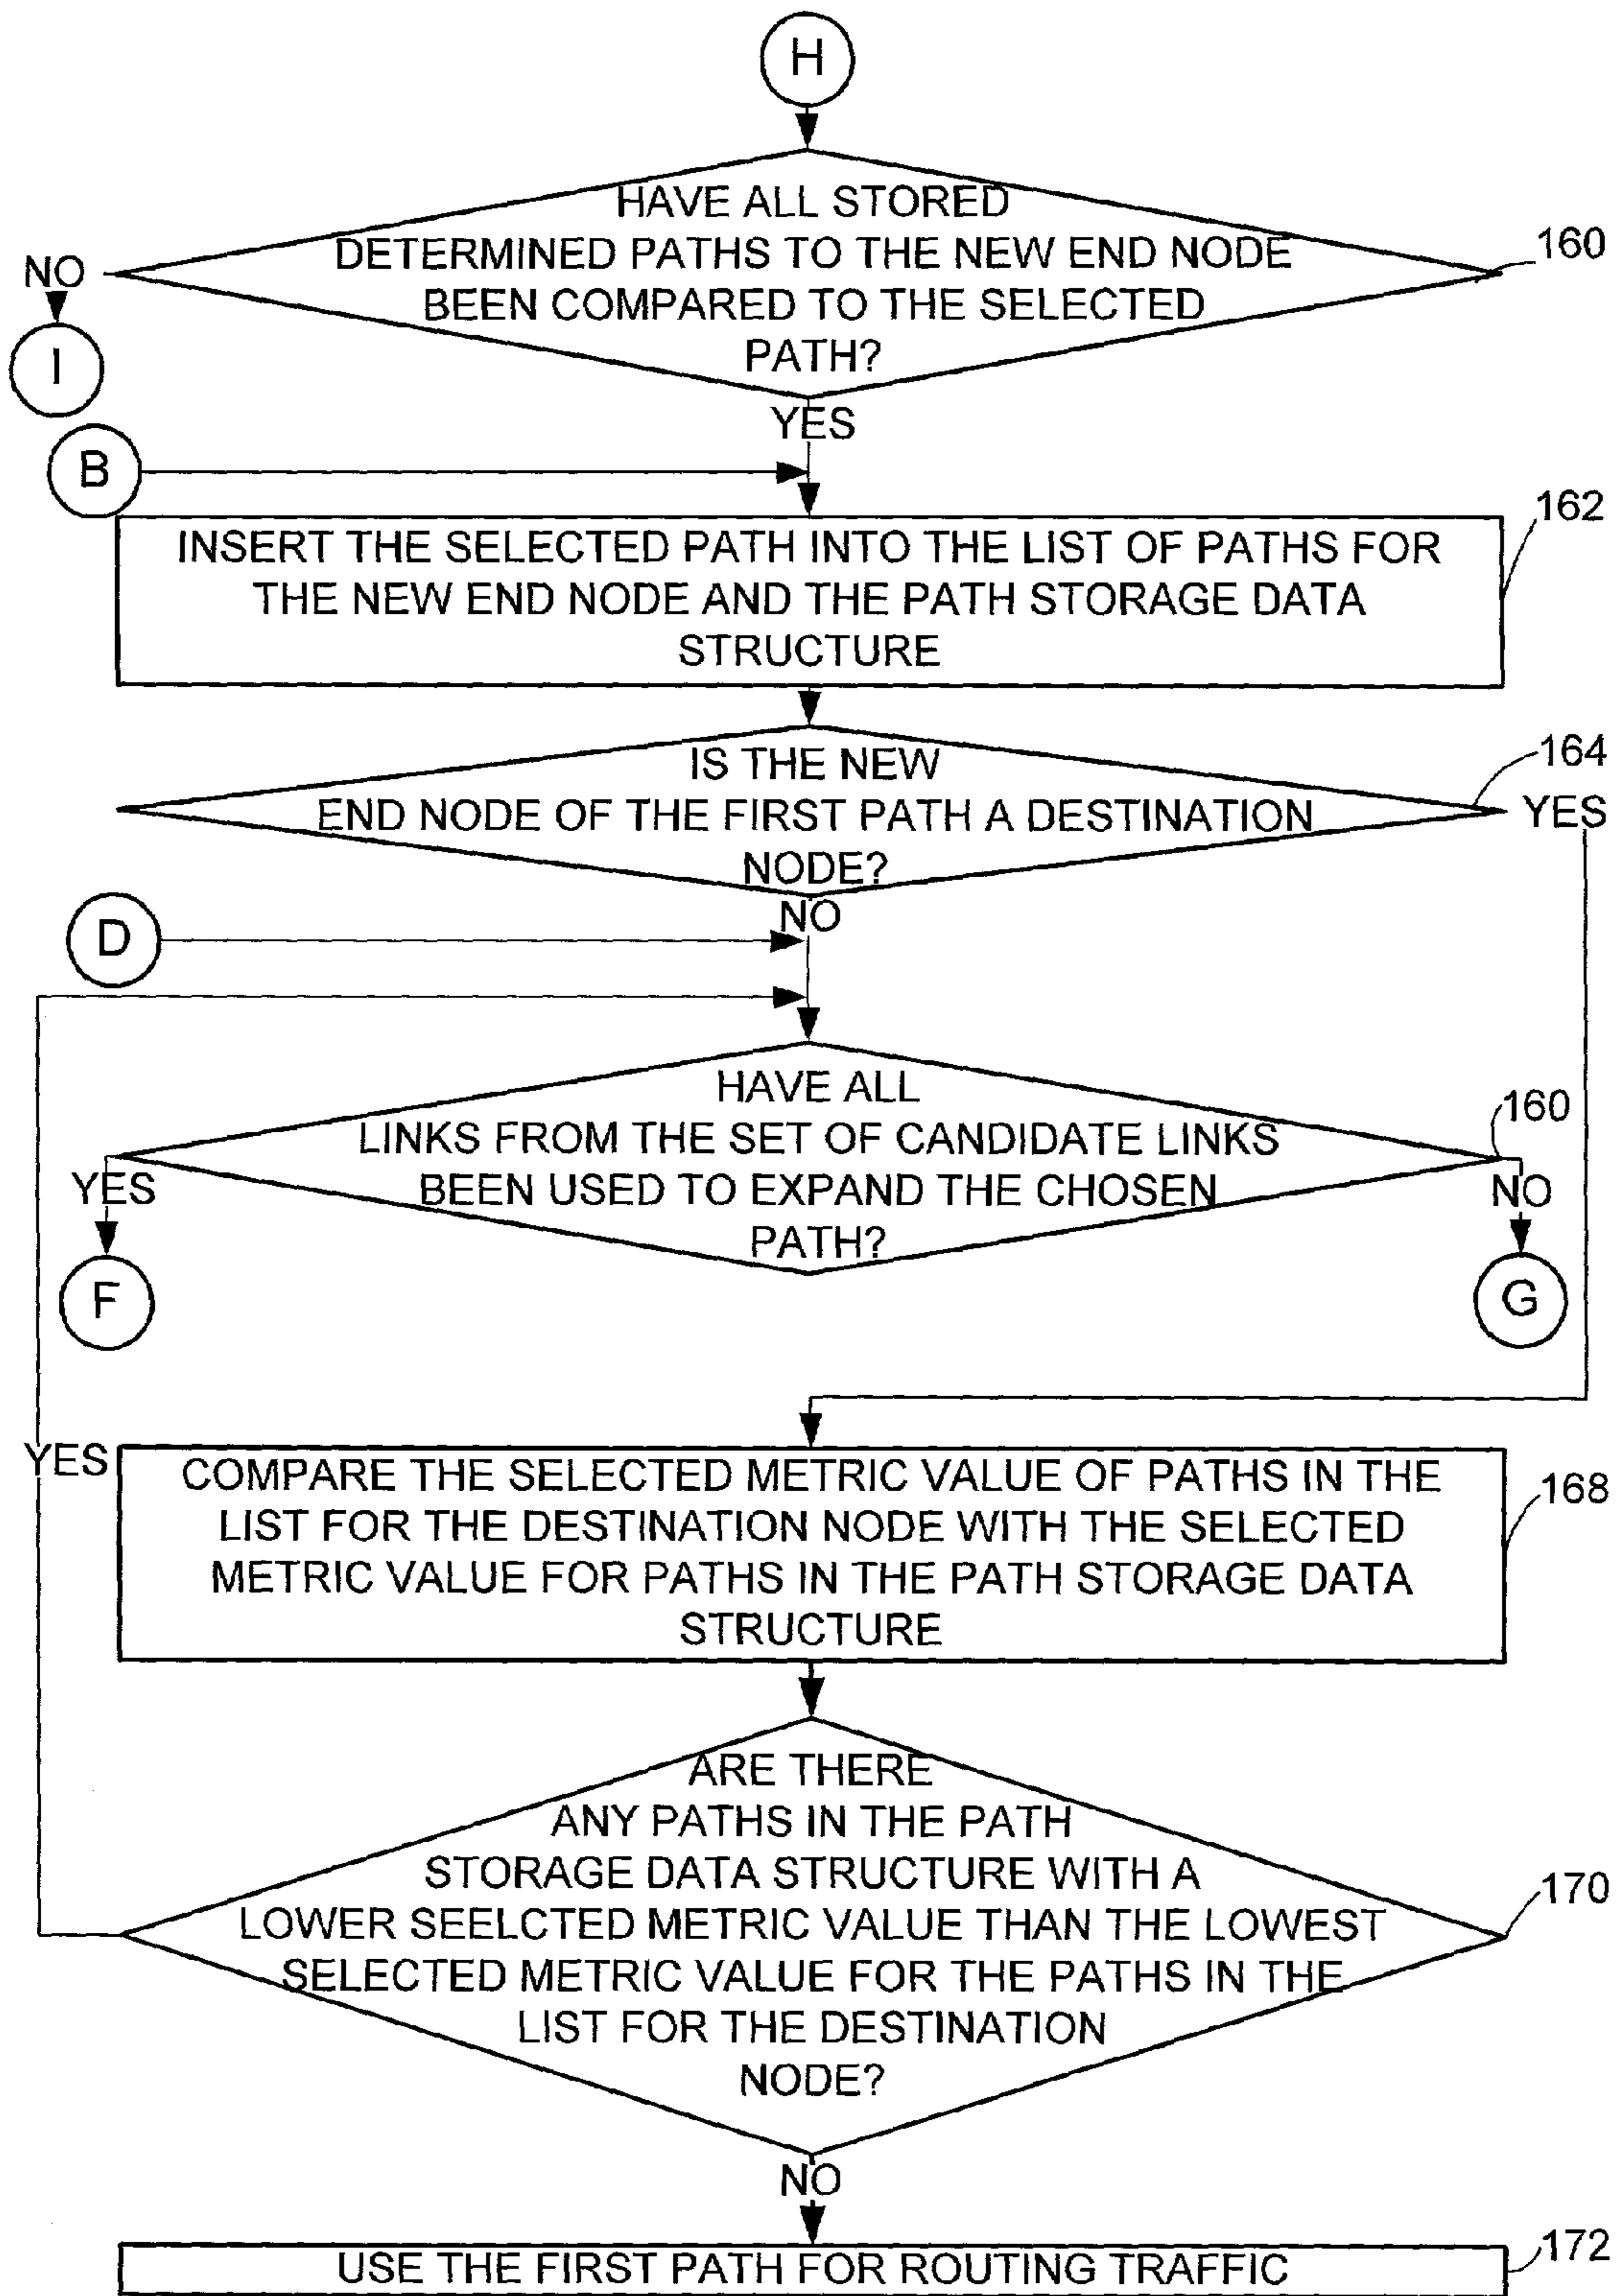 H
HAVE ALL STORED
DETERMINED PATHS TO THE NEW END NODE
BEEN COMPARED TO THE SELECTED
PATH?
160
NO
I
YES
B
162
INSERT THE SELECTED PATH INTO THE LIST OF PATHS FOR
THE NEW END NODE AND THE PATH STORAGE DATA
STRUCTURE
IS THE NEW
END NODE OF THE FIRST PATH A DESTINATION
NODE?
164
YES
NO
D
HAVE ALL
LINKS FROM THE SET OF CANDIDATE LINKS
BEEN USED TO EXPAND THE CHOSEN
PATH?
160
YES
NO
F
G
YES
COMPARE THE SELECTED METRIC VALUE OF PATHS IN THE
LIST FOR THE DESTINATION NODE WITH THE SELECTED
METRIC VALUE FOR PATHS IN THE PATH STORAGE DATA
STRUCTURE
168
ARE THERE
ANY PATHS IN THE PATH
STORAGE DATA STRUCTURE WITH A
LOWER SEELCTED METRIC VALUE THAN THE LOWEST
SELECTED METRIC VALUE FOR THE PATHS IN THE
LIST FOR THE DESTINATION
NODE?
170
NO
USE THE FIRST PATH FOR ROUTING TRAFFIC
172